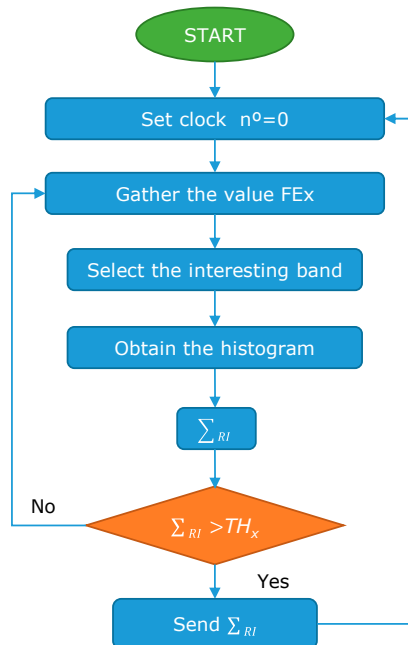 START
Set clock nº=0
Gather the value FEx
Select the interesting band
Obtain the histogram
∑RI
No
∑RI >THx
Yes
Send ∑RI